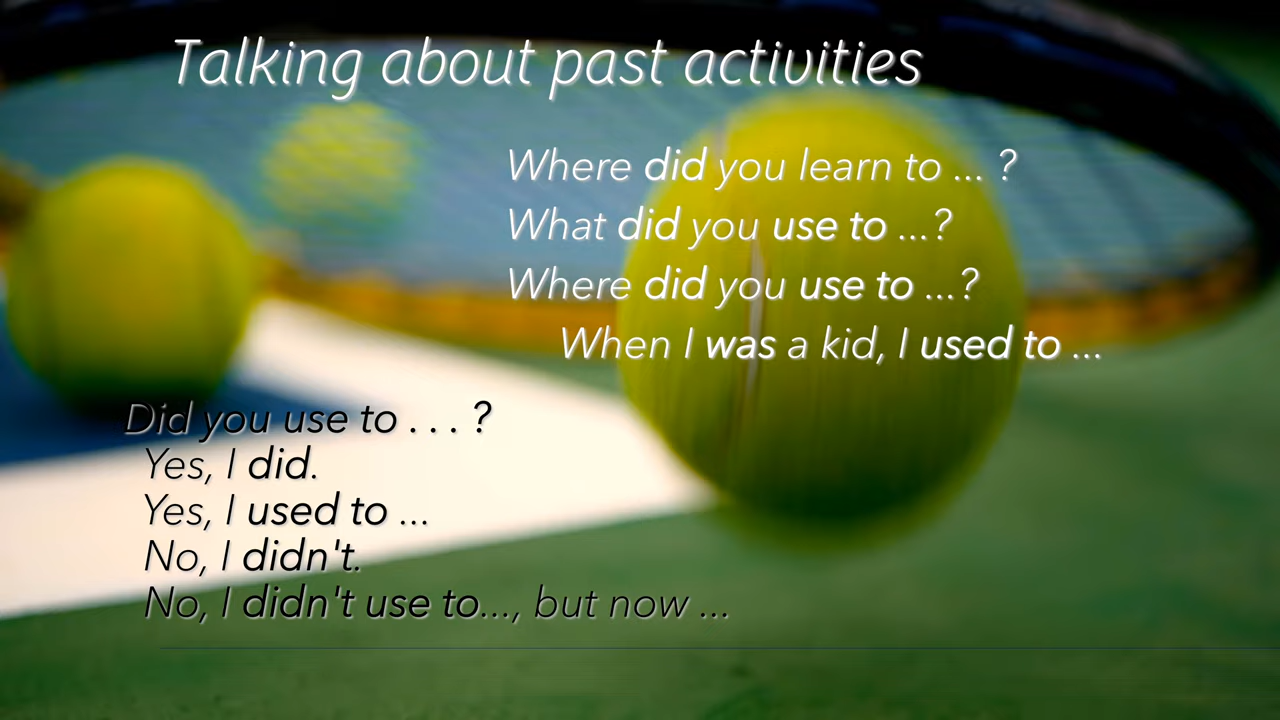 Talking about past activities
Where did you learn to ... ?
What did you use to ...?
Where did you use to ...?
When I was a kid, I used to ...
Did you use to . . . ?
Yes, I did.
Yes, I used to ...
No, I didn't.
No, I didn't use to..., but now ...